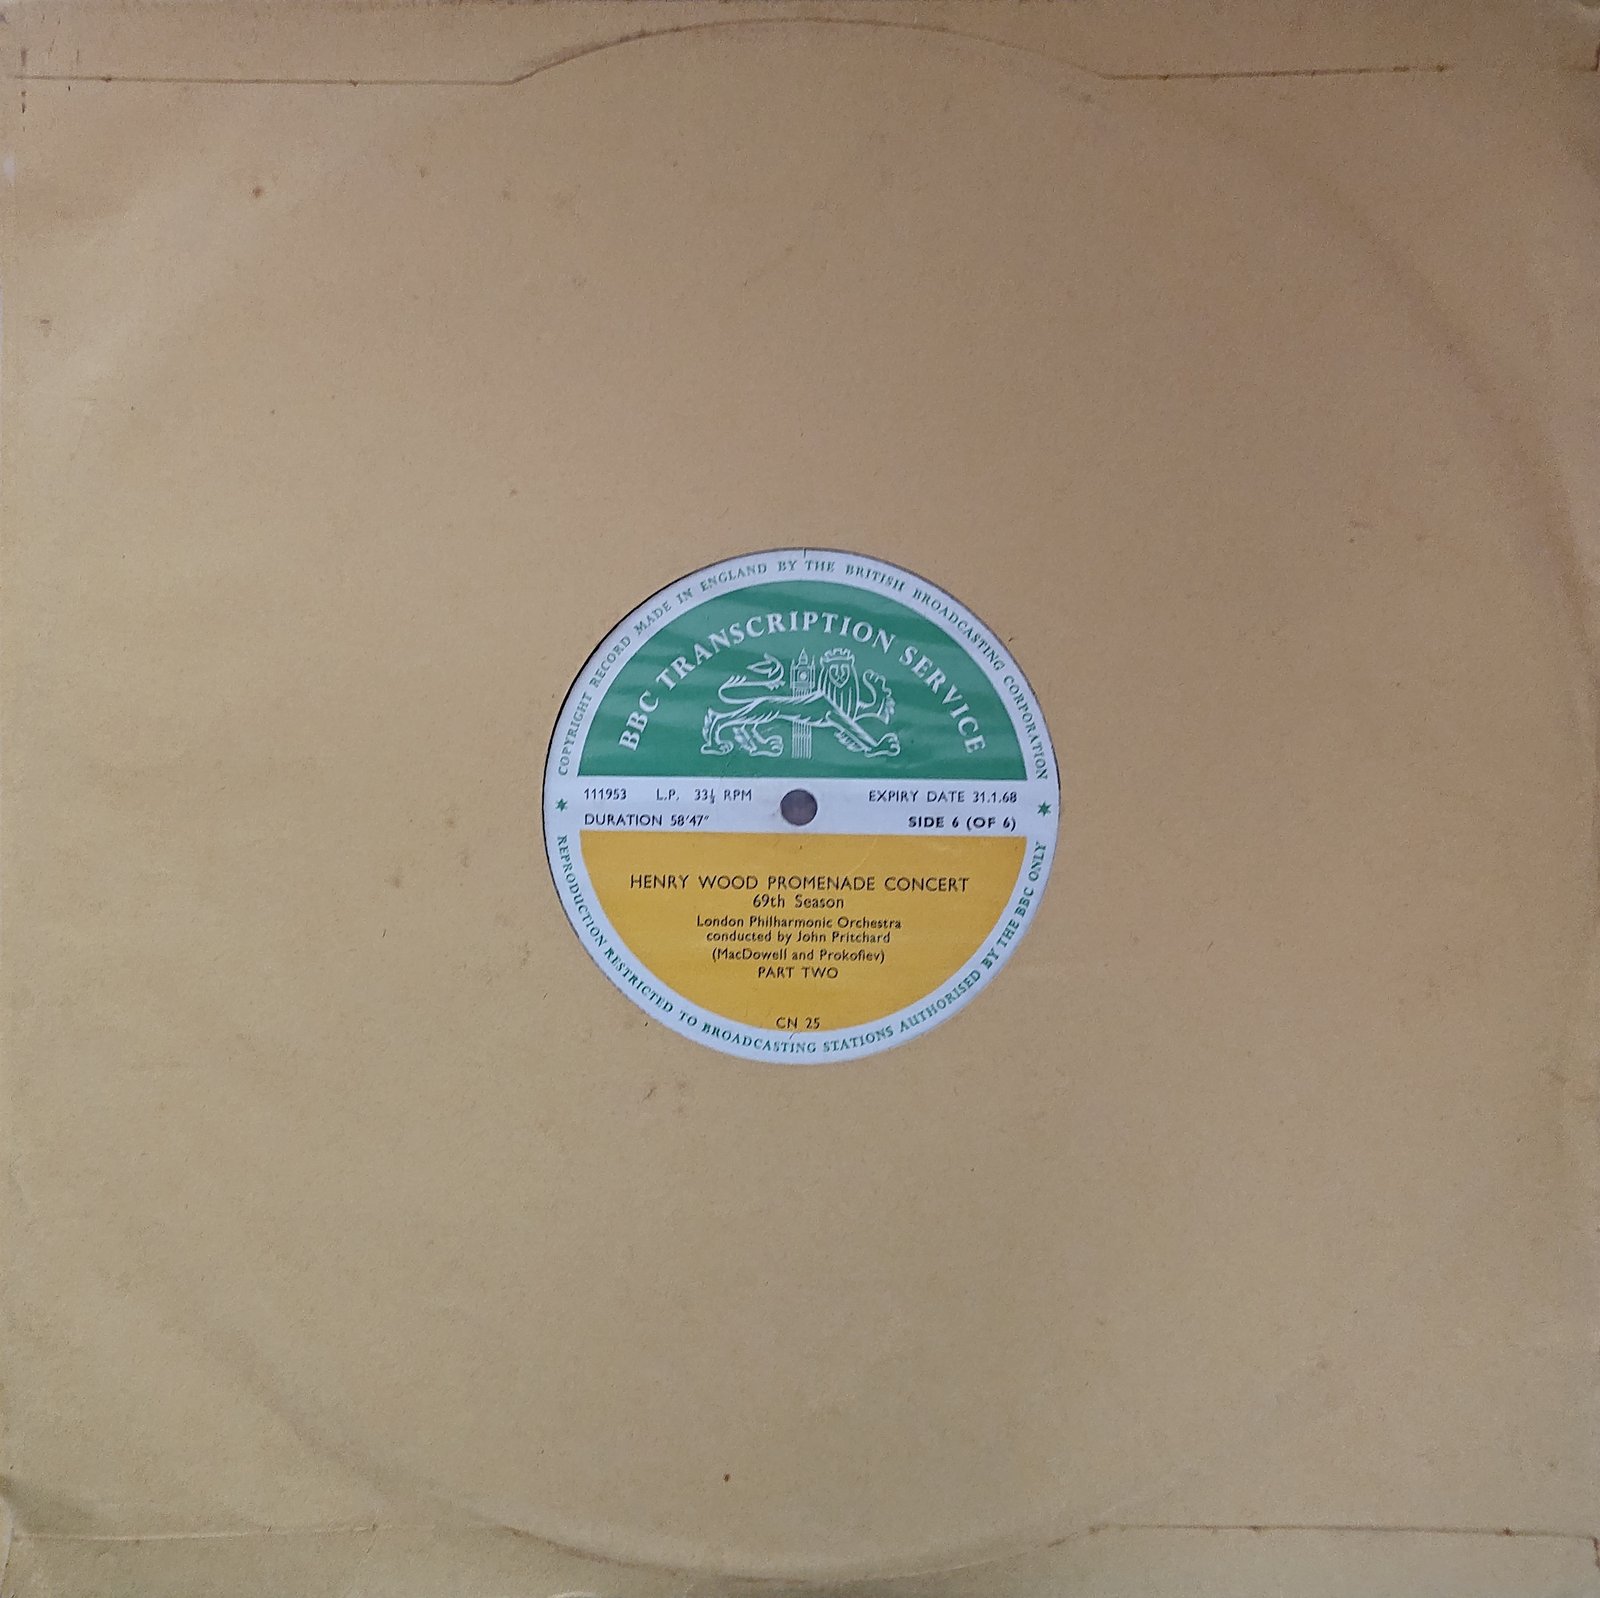 COPYRIGHT RECORD MADE IN ENGLAND BY THE BRITISH BROADCASTING CORPORATION
BBC TRANSCRIPTION SERVICE
111953 L.P. 33⅓ RPM EXPIRY DATE 31.1.68
DURATION 58'47" SIDE 6 (OF 6)
HENRY WOOD PROMENADE CONCERT
69th Season
London Philharmonic Orchestra
conducted by John Pritchard
(MacDowell and Prokofiev)
PART TWO
CN 25
REPRODUCTION RESTRICTED TO BROADCASTING STATIONS AUTHORISED BY THE BBC ONLY